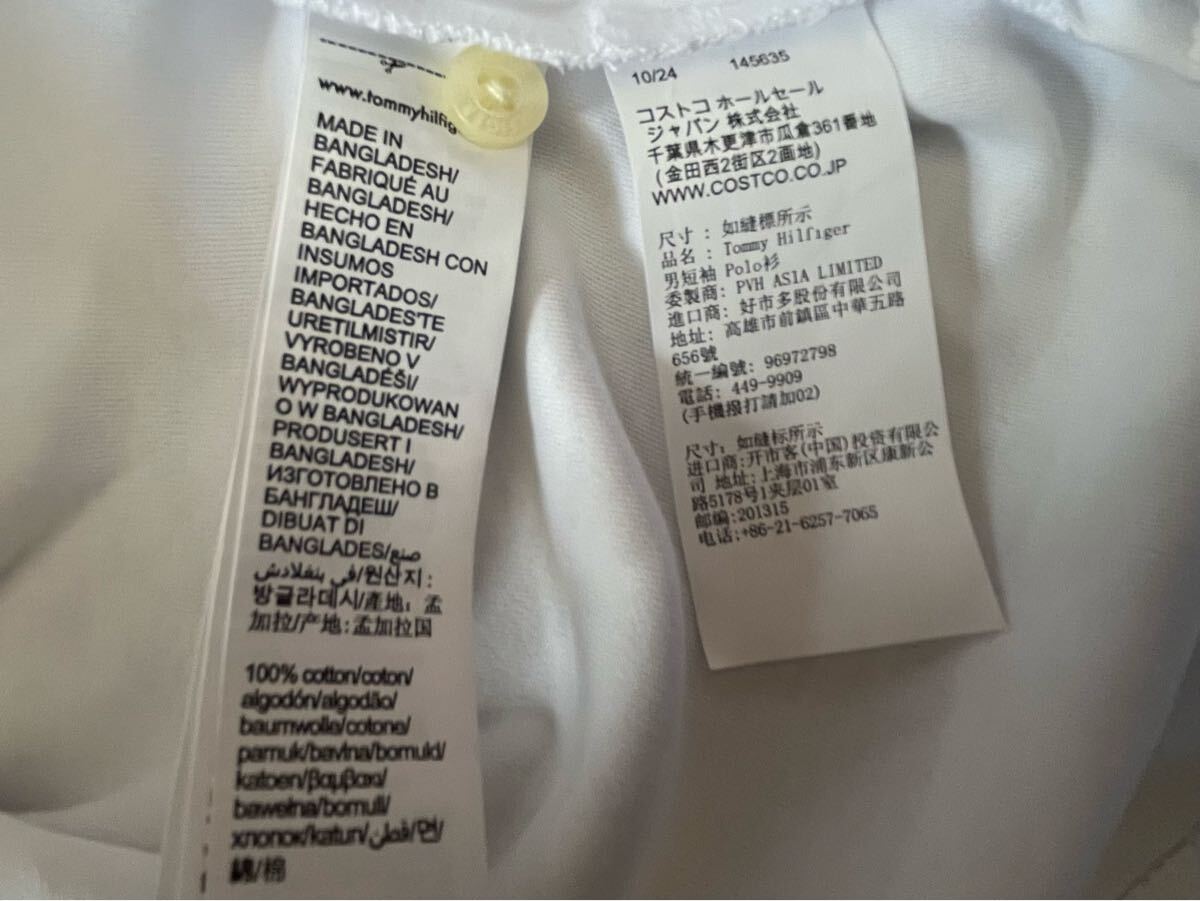 www.tommyhilfig
MADE IN
BANGLADESH/
FABRIQUÉ AU
BANGLADESH/
HECHO EN
BANGLADESH CON
INSUMOS
IMPORTADOS/
BANGLADES'TE
URETILMISTIR/
VYROBENO V
BANGLADÉŠI/
WYPRODUKOWAN
O W BANGLADESH/
PRODUSERT I
BANGLADESH/
ИЗГОТОВЛЕНО В
БАНГЛАДЕШ/
DIBUAT DI
BANGLADES/صنع
في بنغلادش/원산지:
방글라데시/產地: 孟
加拉/产地:孟加拉国
100% cotton/coton/
algodón/algodão/
baumwolle/cotone/
pamuk/bavlna/bomuld/
katoen/βαμβακι/
bawełna/bomull/
хлопок/katun/قطن/면/
綿/棉
10/24 145635
コストコ ホールセール
ジャパン 株式会社
千葉県木更津市瓜倉361番地
(金田西2街区2画地)
WWW.COSTCO.CO.JP
尺寸 : 如縫標所示
品名 : Tommy Hilfiger
男短袖 Polo衫
委製商: PVH ASIA LIMITED
進口商: 好市多股份有限公司
地址: 高雄市前鎮區中華五路
656號
統一編號: 96972798
電話: 449-9909
(手機撥打請加02)
尺寸: 如缝标所示
进口商:开市客(中国)投资有限公
司 地址:上海市浦东新区康新公
路5178号1夹层01室
邮编:201315
电话:+86-21-6257-7065